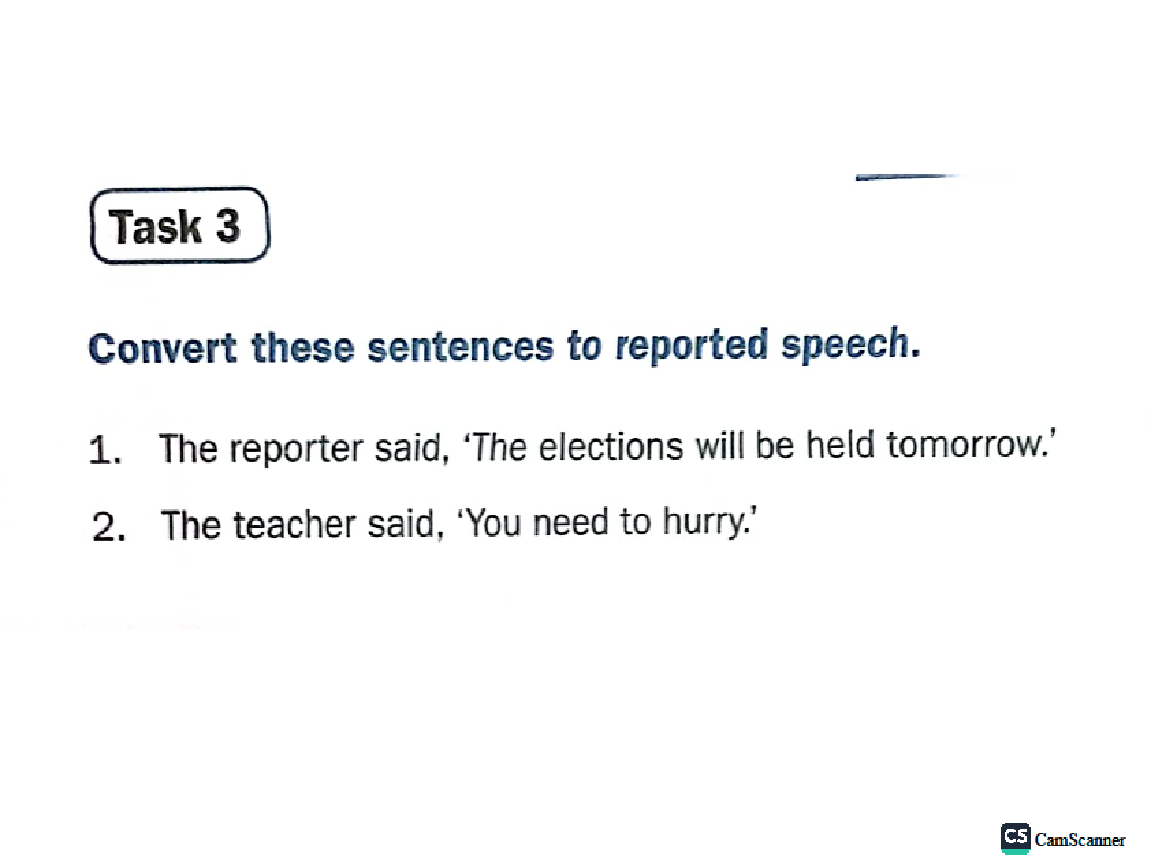 Task 3
Convert these sentences to reported speech.
1. The reporter said, ‘The elections will be held tomorrow.’
2. The teacher said, ‘You need to hurry.’
CS CamScanner